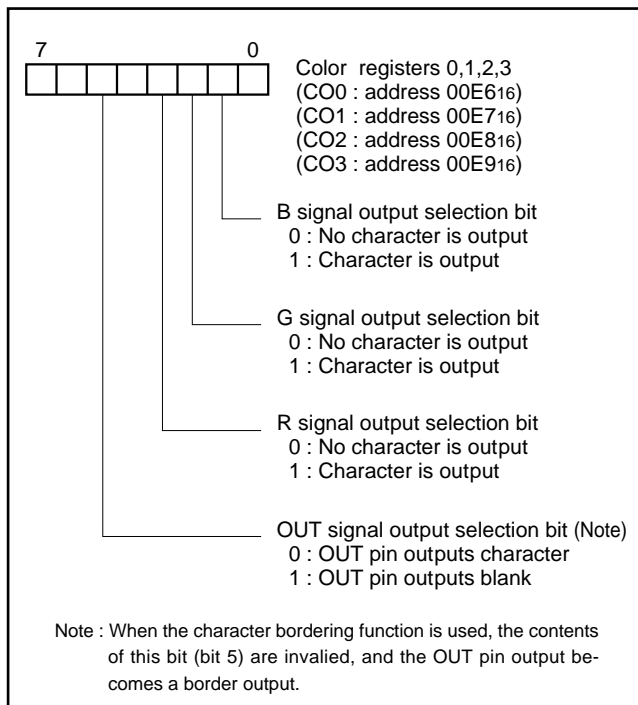 7 0
Color registers 0,1,2,3
(CO0 : address 00E616)
(CO1 : address 00E716)
(CO2 : address 00E816)
(CO3 : address 00E916)
B signal output selection bit
0 : No character is output
1 : Character is output
G signal output selection bit
0 : No character is output
1 : Character is output
R signal output selection bit
0 : No character is output
1 : Character is output
OUT signal output selection bit (Note)
0 : OUT pin outputs character
1 : OUT pin outputs blank
Note : When the character bordering function is used, the contents
of this bit (bit 5) are invalied, and the OUT pin output be-
comes a border output.